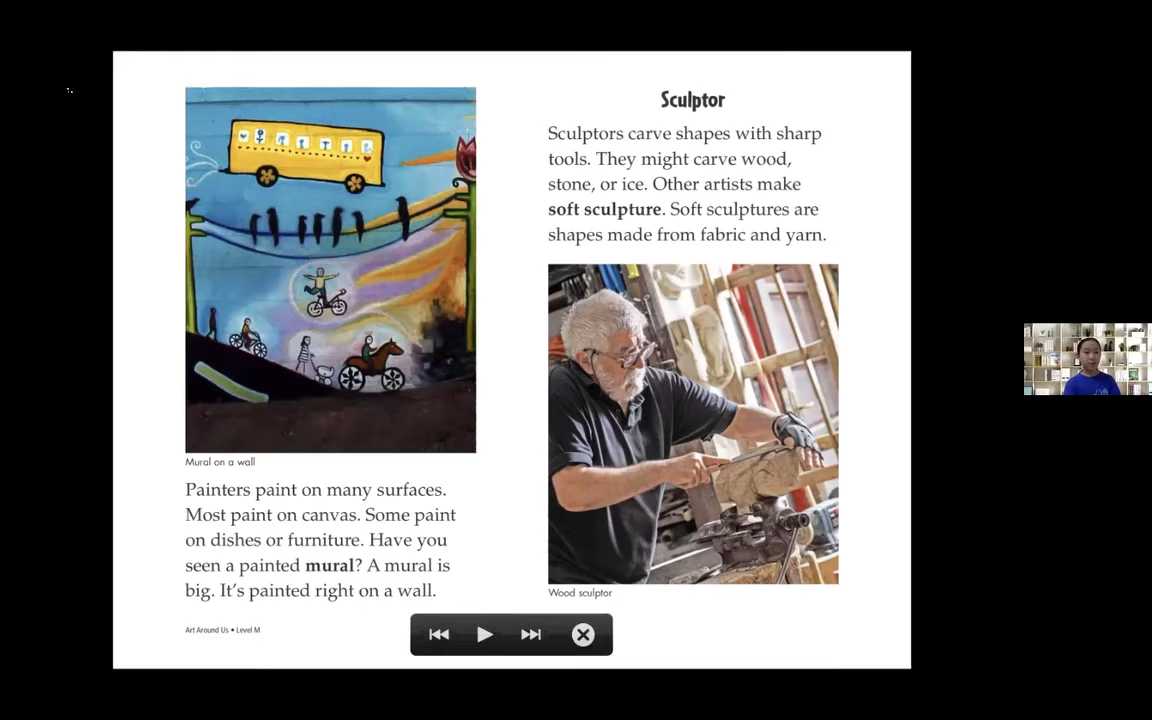 Mural on a wall
Painters paint on many surfaces.
Most paint on canvas. Some paint
on dishes or furniture. Have you
seen a painted mural? A mural is
big. It's painted right on a wall.
Art Around Us • Level M
Sculptor
Sculptors carve shapes with sharp
tools. They might carve wood,
stone, or ice. Other artists make
soft sculpture. Soft sculptures are
shapes made from fabric and yarn.
Wood sculptor